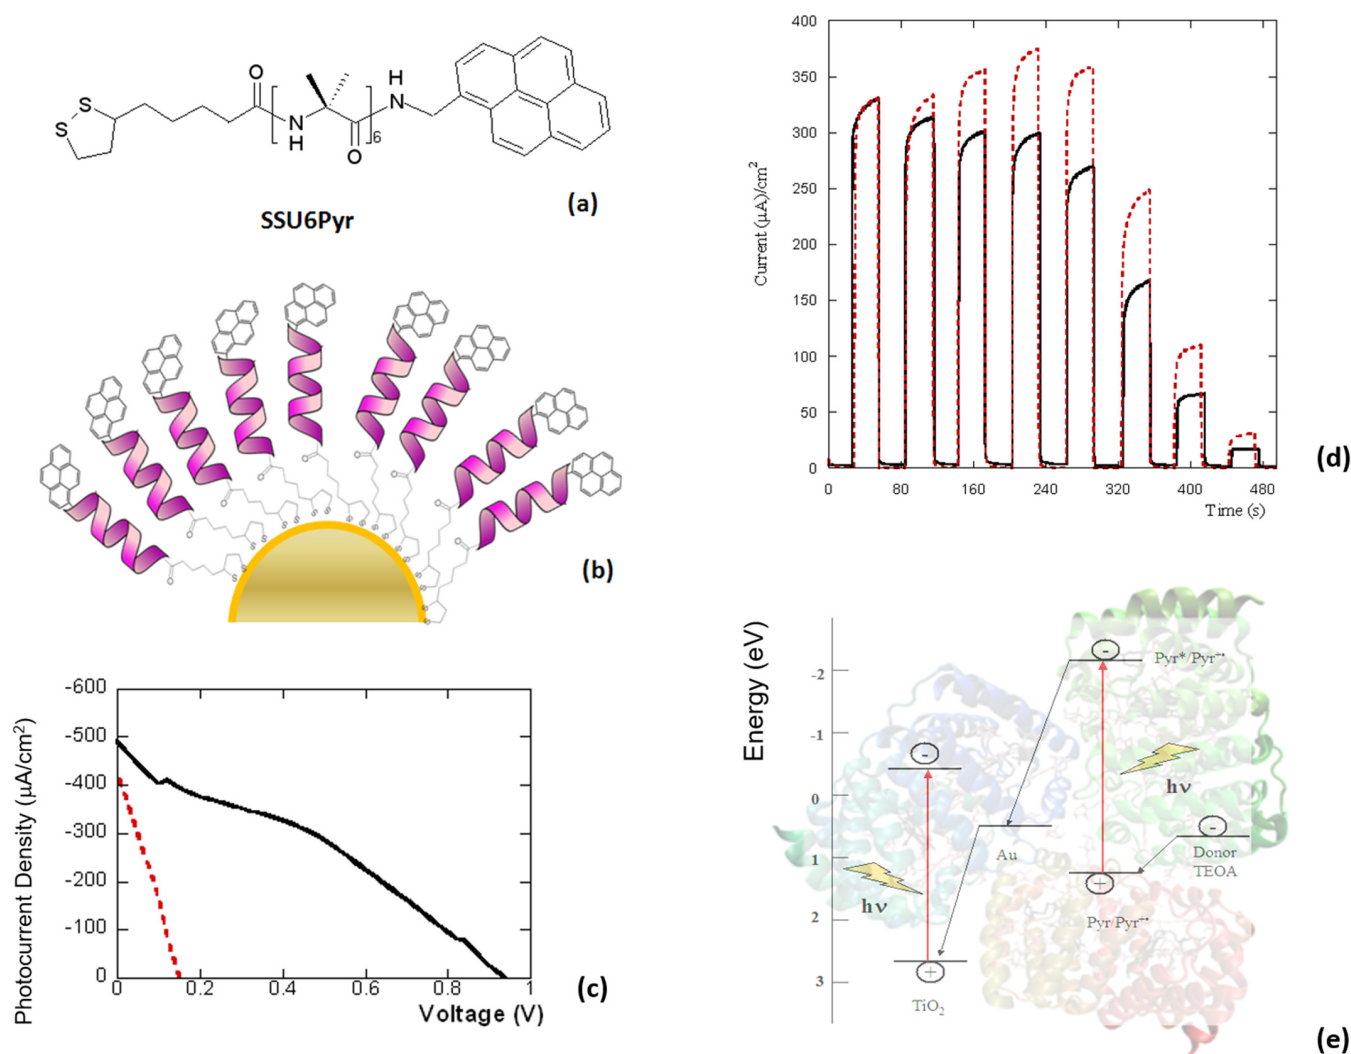 O
H
N
S
S
N
H
O
6
(a)
SSU6Pyr
(b)
Photocurrent Density (µA/cm²)
-600
-500
-400
-300
-200
-100
0
0
0.2
0.4
0.6
0.8
1
Voltage (V)
(c)
Current (µA)/cm²
400
350
300
250
200
150
100
50
0
0
80
160
240
320
400
480
Time (s)
(d)
Energy (eV)
-2
-1
0
1
2
3
-
Pyr*/Pyr⁺•
-
hν
-
Au
Donor
TEOA
hν
+
Pyr/Pyr⁺•
+
TiO₂
(e)